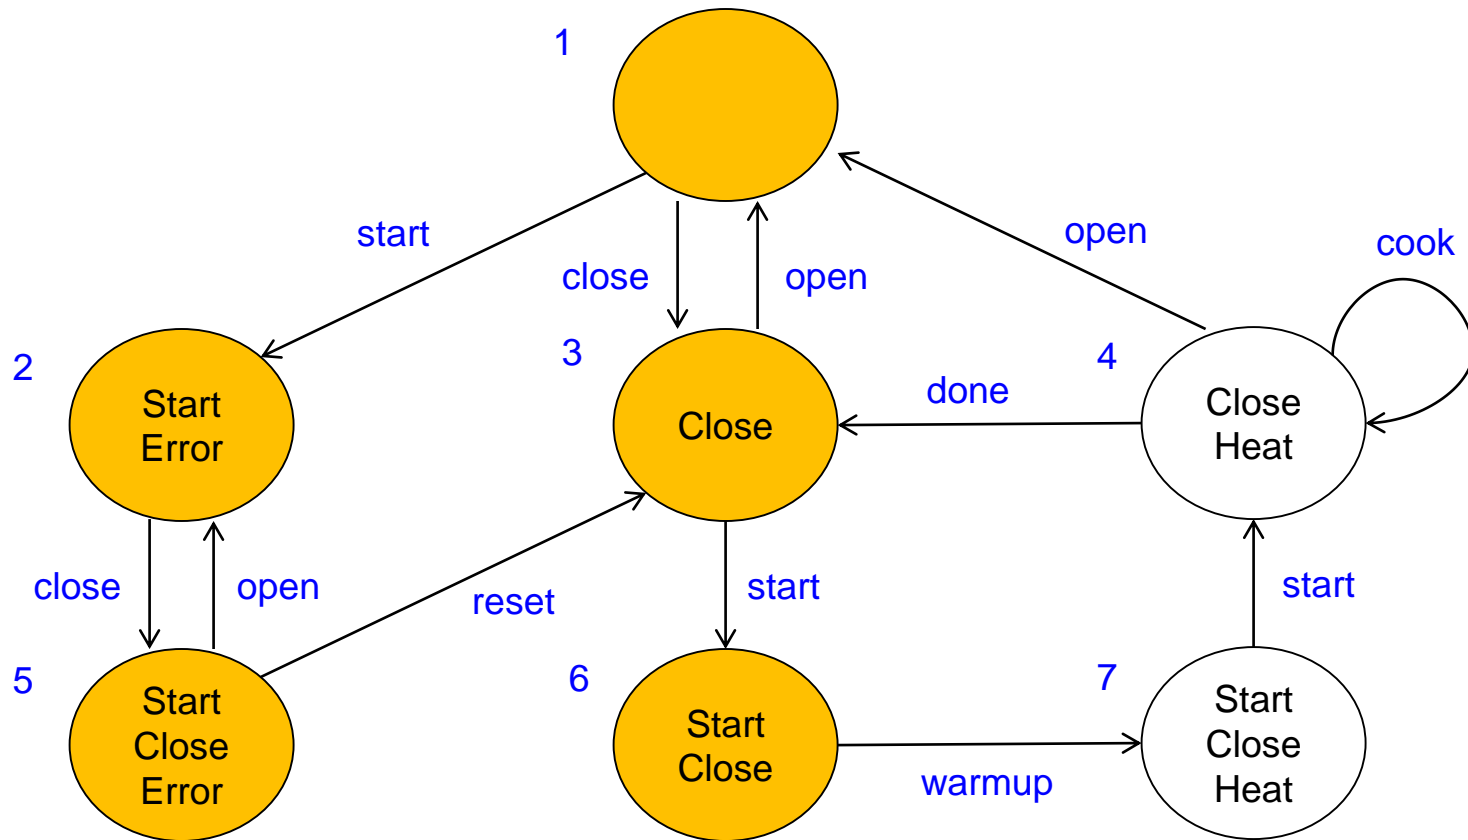 1
start
close
open
open
cook
2
Start
Error
3
Close
done
4
Close
Heat
close
open
reset
start
start
5
Start
Close
Error
6
Start
Close
warmup
7
Start
Close
Heat